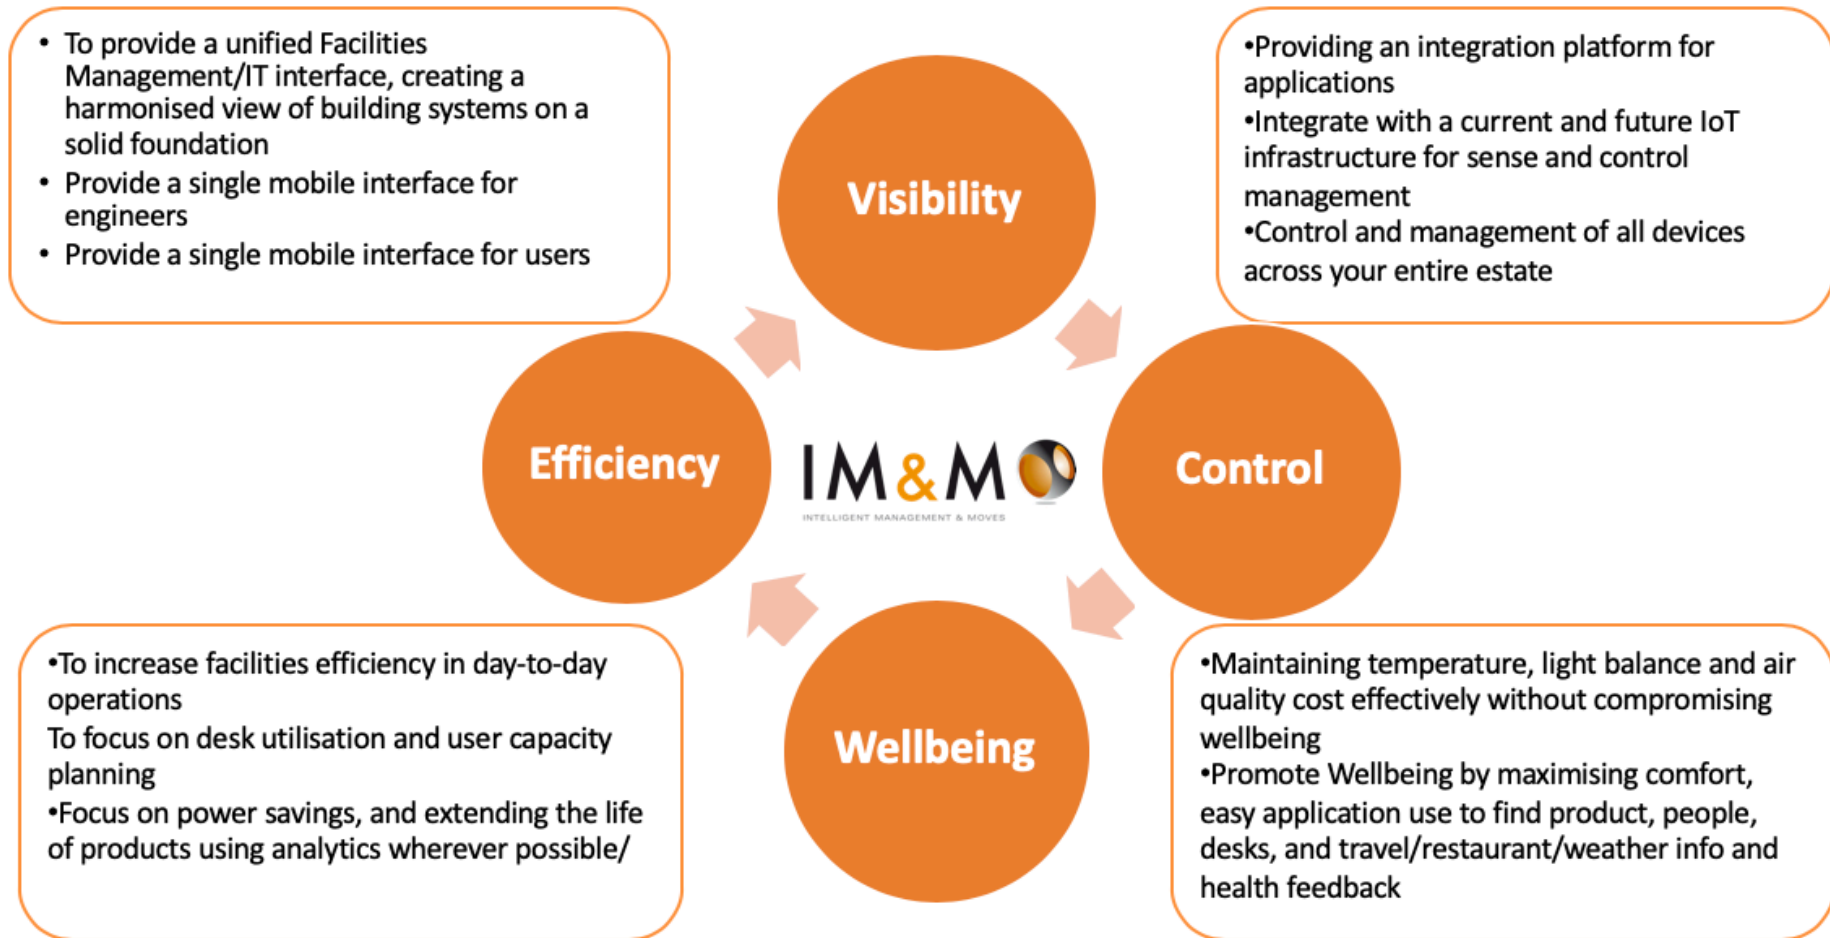 • To provide a unified Facilities
Management/IT interface, creating a
harmonised view of building systems on a
solid foundation
• Provide a single mobile interface for
engineers
• Provide a single mobile interface for users
Visibility
•Providing an integration platform for
applications
•Integrate with a current and future IoT
infrastructure for sense and control
management
•Control and management of all devices
across your entire estate
Efficiency
IM&M
INTELLIGENT MANAGEMENT & MOVES
Control
•To increase facilities efficiency in day-to-day
operations
To focus on desk utilisation and user capacity
planning
•Focus on power savings, and extending the life
of products using analytics wherever possible/
Wellbeing
•Maintaining temperature, light balance and air
quality cost effectively without compromising
wellbeing
•Promote Wellbeing by maximising comfort,
easy application use to find product, people,
desks, and travel/restaurant/weather info and
health feedback